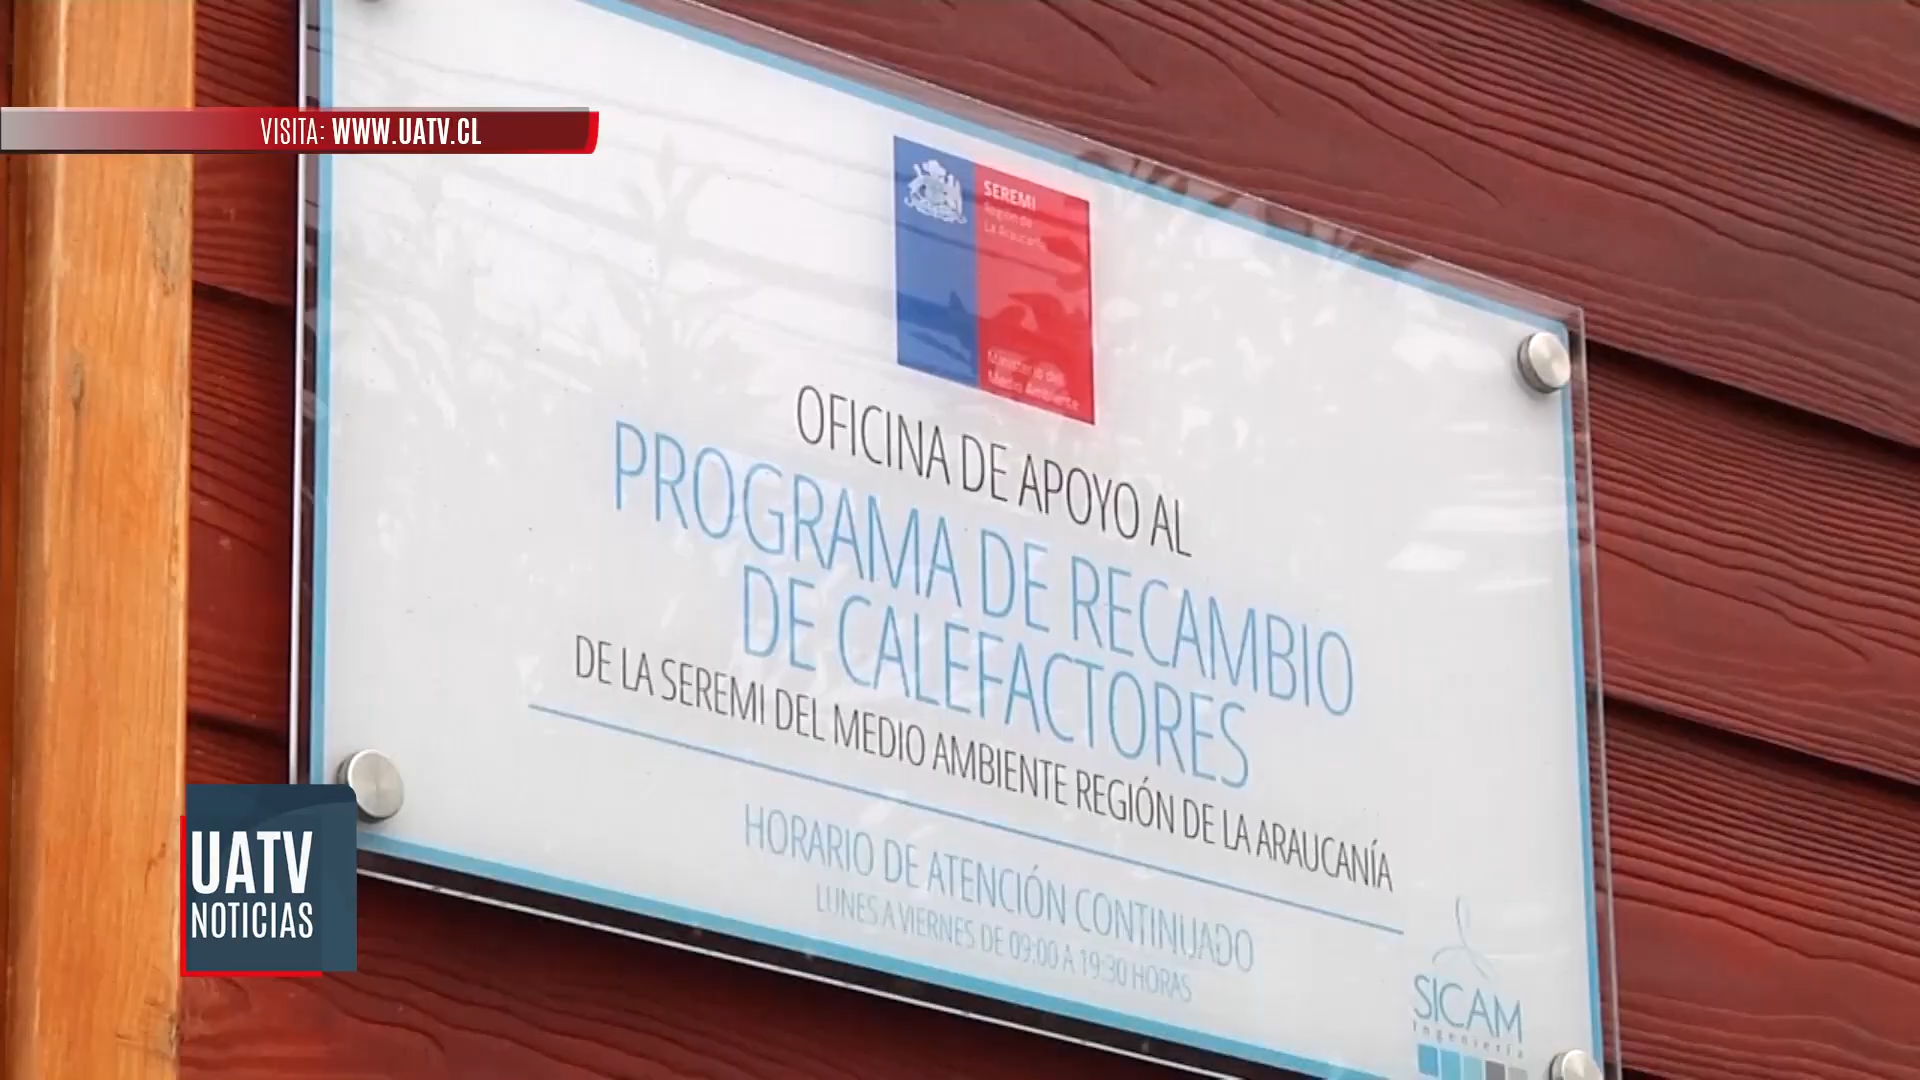 VISITA: WWW.UATV.CL
SEREMI
Región de
La Araucanía
Ministerio del
Medio Ambiente
OFICINA DE APOYO AL
PROGRAMA DE RECAMBIO
DE CALEFACTORES
DE LA SEREMI DEL MEDIO AMBIENTE REGIÓN DE LA ARAUCANÍA
HORARIO DE ATENCIÓN CONTINUADO
LUNES A VIERNES DE 09:00 A 19:30 HORAS
SICAM
Ingeniería
UATV
NOTICIAS